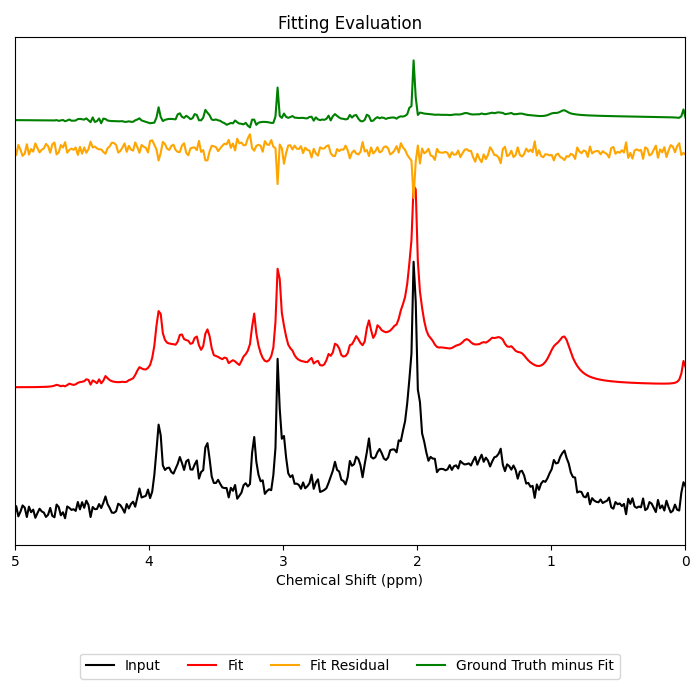 Fitting Evaluation
5 4 3 2 1 0
Chemical Shift (ppm)
Input Fit Fit Residual Ground Truth minus Fit